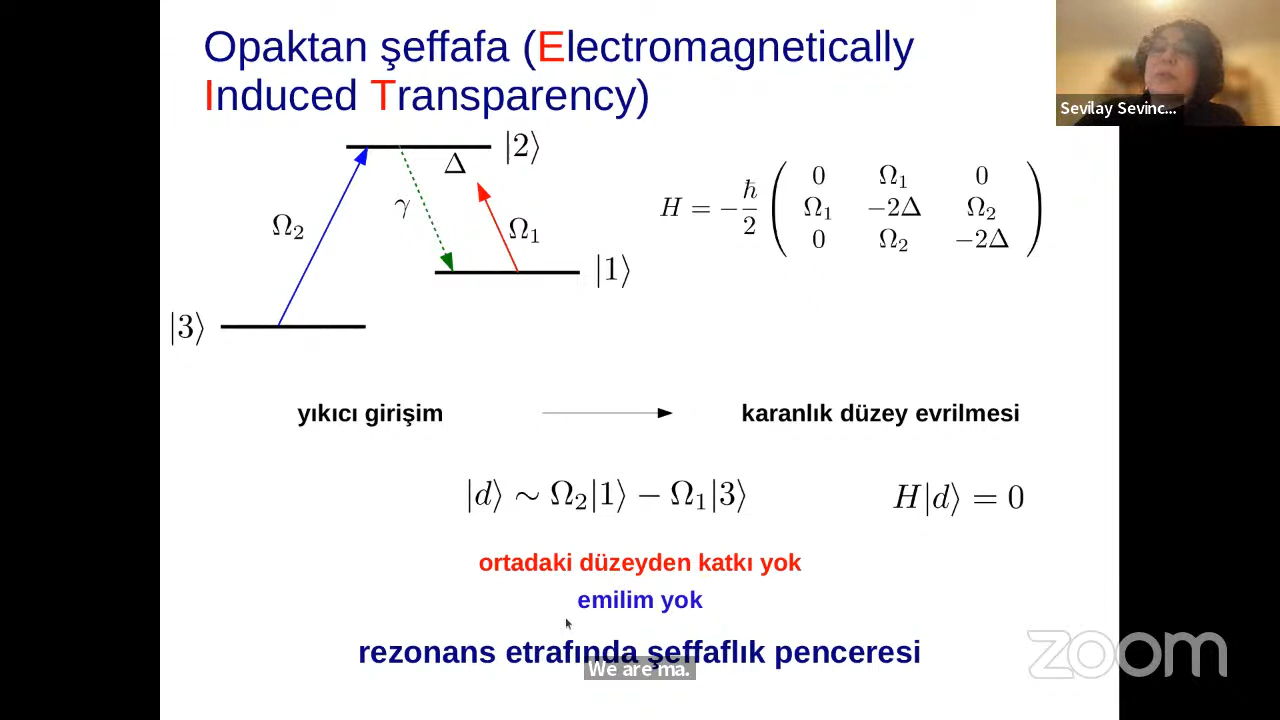 Opaktan şeffafa (Electromagnetically
Induced Transparency)
Sevilay Sevinc...
|2⟩
Δ
γ
Ω₂
Ω₁
|1⟩
|3⟩
H = −ħ/2 ( 0 Ω₁ 0
Ω₁ −2Δ Ω₂
0 Ω₂ −2Δ )
yıkıcı girişim
karanlık düzey evrilmesi
|d⟩ ∼ Ω₂|1⟩ − Ω₁|3⟩
H|d⟩ = 0
ortadaki düzeyden katkı yok
emilim yok
rezonans etrafında şeffaflık penceresi
We are ma.
zoom